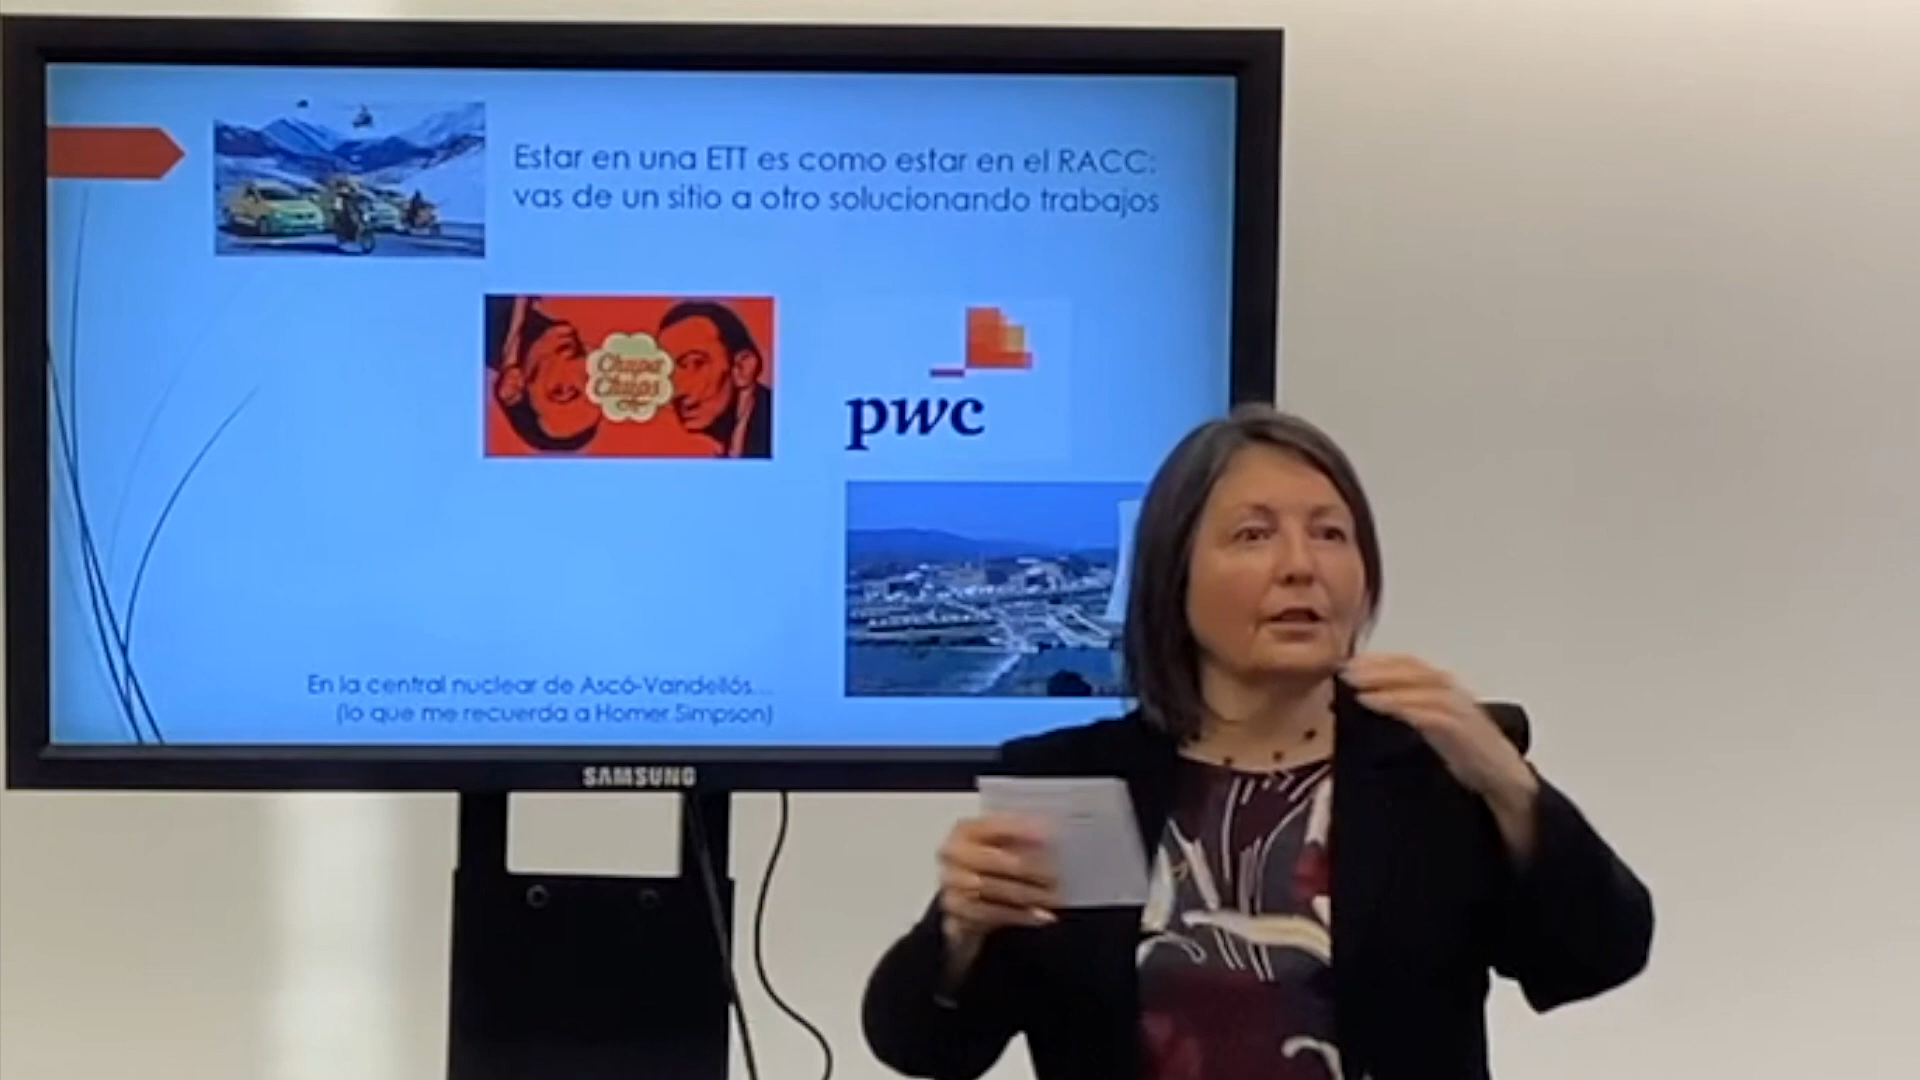 Estar en una ETT es como estar en el RACC:
vas de un sitio a otro solucionando trabajos
Chupa
Chups
pwc
En la central nuclear de Ascó-Vandellós...
(lo que me recuerda a Homer Simpson)
SAMSUNG